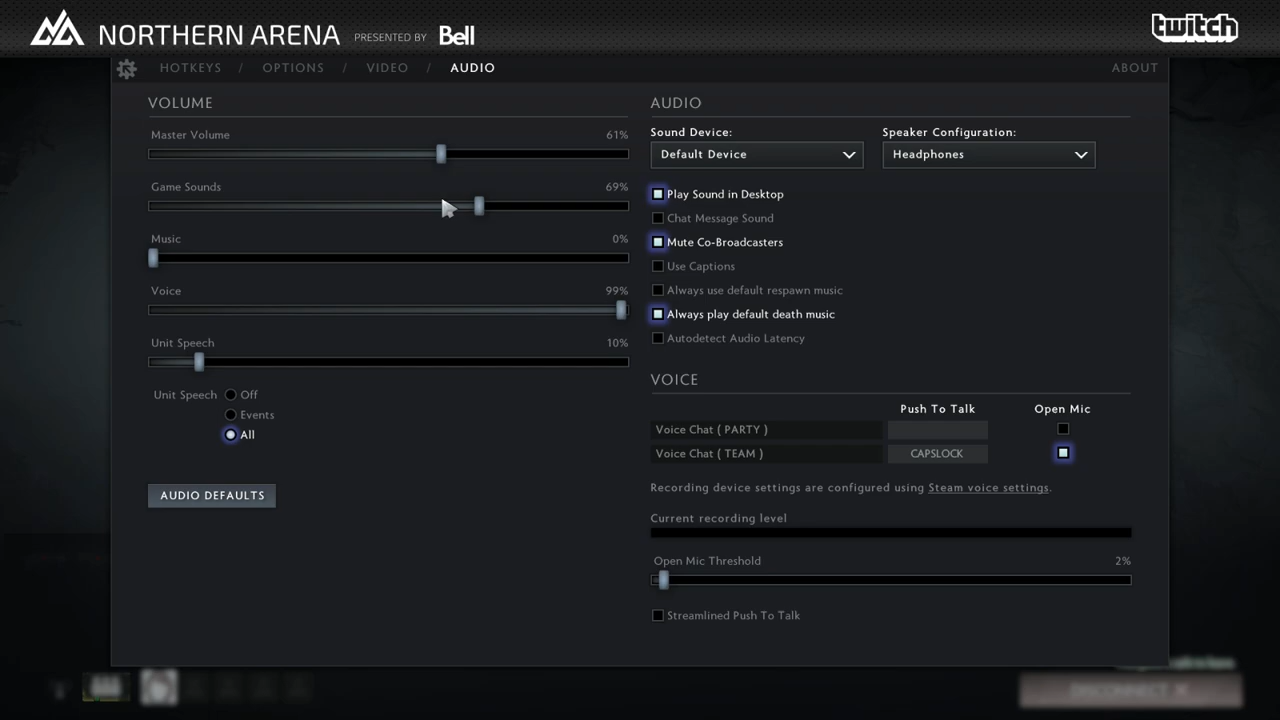 NORTHERN ARENA PRESENTED BY Bell
twitch
HOTKEYS / OPTIONS / VIDEO / AUDIO
ABOUT
VOLUME
Master Volume 61%
Game Sounds 69%
Music 0%
Voice 99%
Unit Speech 10%
Unit Speech Off
Events
All
AUDIO DEFAULTS
AUDIO
Sound Device: Speaker Configuration:
Default Device Headphones
Play Sound in Desktop
Chat Message Sound
Mute Co-Broadcasters
Use Captions
Always use default respawn music
Always play default death music
Autodetect Audio Latency
VOICE
Push To Talk Open Mic
Voice Chat ( PARTY )
Voice Chat ( TEAM ) CAPSLOCK
Recording device settings are configured using Steam voice settings.
Current recording level
Open Mic Threshold 2%
Streamlined Push To Talk
DISCONNECT